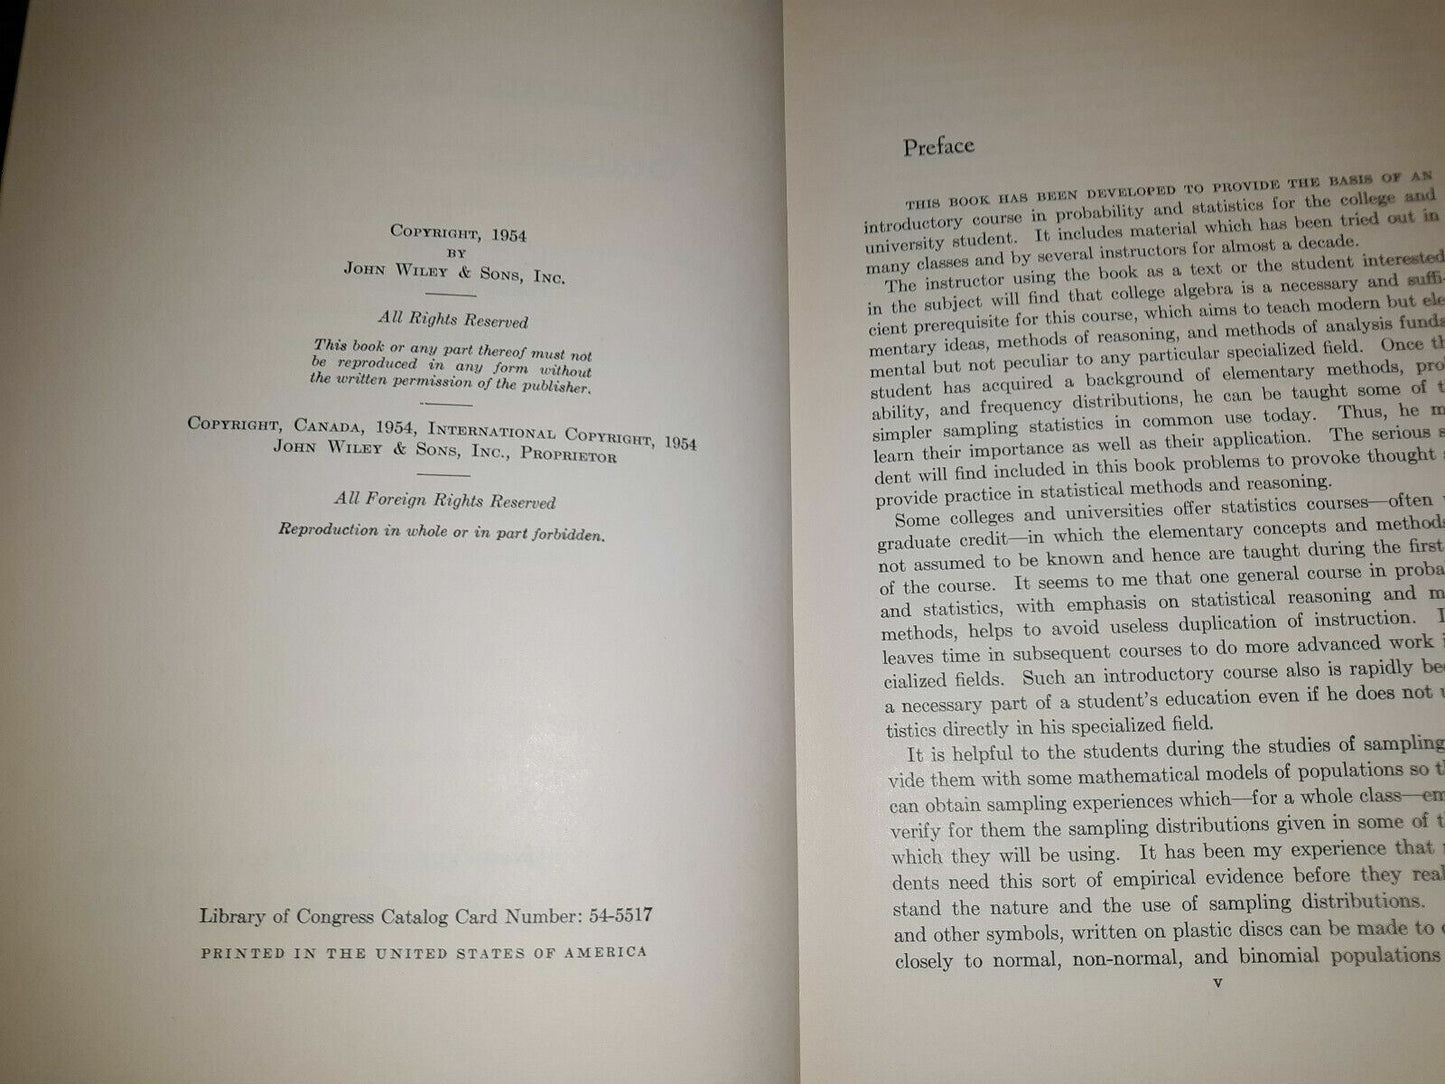 COPYRIGHT, 1954
BY
JOHN WILEY & SONS, INC.
All Rights Reserved
This book or any part thereof must not
be reproduced in any form without
the written permission of the publisher.
COPYRIGHT, CANADA, 1954, INTERNATIONAL COPYRIGHT, 1954
JOHN WILEY & SONS, INC., PROPRIETOR
All Foreign Rights Reserved
Reproduction in whole or in part forbidden.
Library of Congress Catalog Card Number: 54-5517
PRINTED IN THE UNITED STATES OF AMERICA
Preface
THIS BOOK HAS BEEN DEVELOPED TO PROVIDE THE BASIS OF AN
introductory course in probability and statistics for the college and
university student. It includes material which has been tried out in
many classes and by several instructors for almost a decade.
The instructor using the book as a text or the student interested
in the subject will find that college algebra is a necessary and suffi-
cient prerequisite for this course, which aims to teach modern but ele-
mentary ideas, methods of reasoning, and methods of analysis funda-
mental but not peculiar to any particular specialized field. Once th
student has acquired a background of elementary methods, pro
ability, and frequency distributions, he can be taught some of t
simpler sampling statistics in common use today. Thus, he m
learn their importance as well as their application. The serious s
dent will find included in this book problems to provoke thought
provide practice in statistical methods and reasoning.
Some colleges and universities offer statistics courses—often
graduate credit—in which the elementary concepts and methods
not assumed to be known and hence are taught during the first
of the course. It seems to me that one general course in proba
and statistics, with emphasis on statistical reasoning and m
methods, helps to avoid useless duplication of instruction. I
leaves time in subsequent courses to do more advanced work i
cialized fields. Such an introductory course also is rapidly bec
a necessary part of a student's education even if he does not u
tistics directly in his specialized field.
It is helpful to the students during the studies of sampling
vide them with some mathematical models of populations so th
can obtain sampling experiences which—for a whole class—em
verify for them the sampling distributions given in some of t
which they will be using. It has been my experience that
dents need this sort of empirical evidence before they real
stand the nature and the use of sampling distributions.
and other symbols, written on plastic discs can be made to c
closely to normal, non-normal, and binomial populations
v